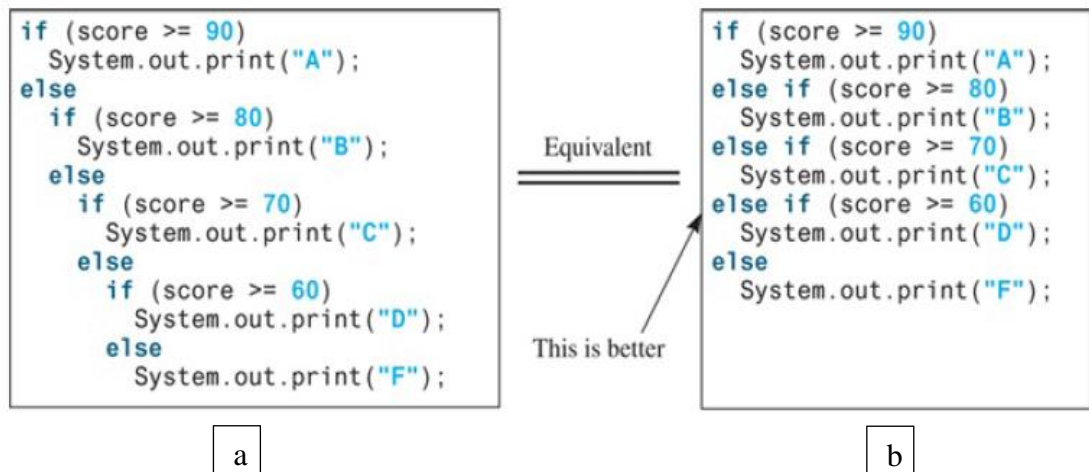 if (score >= 90)
  System.out.print("A");
else
  if (score >= 80)
    System.out.print("B");
  else
    if (score >= 70)
      System.out.print("C");
    else
      if (score >= 60)
        System.out.print("D");
      else
        System.out.print("F");
a
Equivalent
This is better
if (score >= 90)
  System.out.print("A");
else if (score >= 80)
  System.out.print("B");
else if (score >= 70)
  System.out.print("C");
else if (score >= 60)
  System.out.print("D");
else
  System.out.print("F");
b